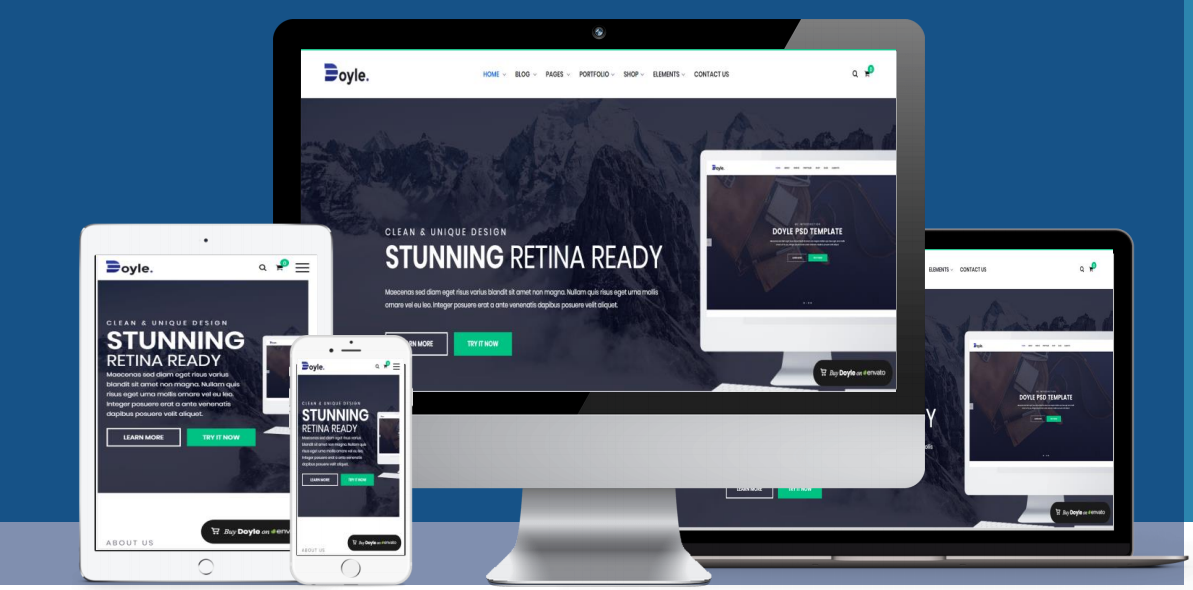 Doyle.
HOME BLOG PAGES PORTFOLIO SHOP ELEMENTS CONTACT US
0
CLEAN & UNIQUE DESIGN
STUNNING RETINA READY
Maecenas sed diam eget risus varius blandit sit amet non magna. Nullam quis risus eget urna mollis
ornare vel eu leo. Integer posuere erat a ante venenatis dapibus posuere velit aliquet.
MORE
TRY IT NOW
Doyle.
DOYLE PSD TEMPLATE
Buy Doyle on envato
Doyle.
0
CLEAN & UNIQUE DESIGN
STUNNING
RETINA READY
Maecenas sed diam eget risus varius
blandit sit amet non magna. Nullam quis
risus eget urna mollis ornare vel eu leo.
Integer posuere erat a ante venenatis
dapibus posuere velit aliquet.
LEARN MORE
TRY IT NOW
Buy Doyle on env
ABOUT US
Doyle.
CLEAN & UNIQUE DESIGN
STUNNING
RETINA READY
Maecenas sed diam eget risus varius
blandit sit amet non magna. Nullam quis
risus eget urna mollis ornare vel eu leo.
Integer posuere erat a ante venenatis
dapibus posuere velit aliquet.
LEARN MORE
TRY IT NOW
Buy Doyle on envato
ABOUT US
ELEMENTS CONTACT US
0
Y
mollis
LEARN MORE
TRY IT NOW
Doyle.
DOYLE PSD TEMPLATE
Buy Doyle on envato